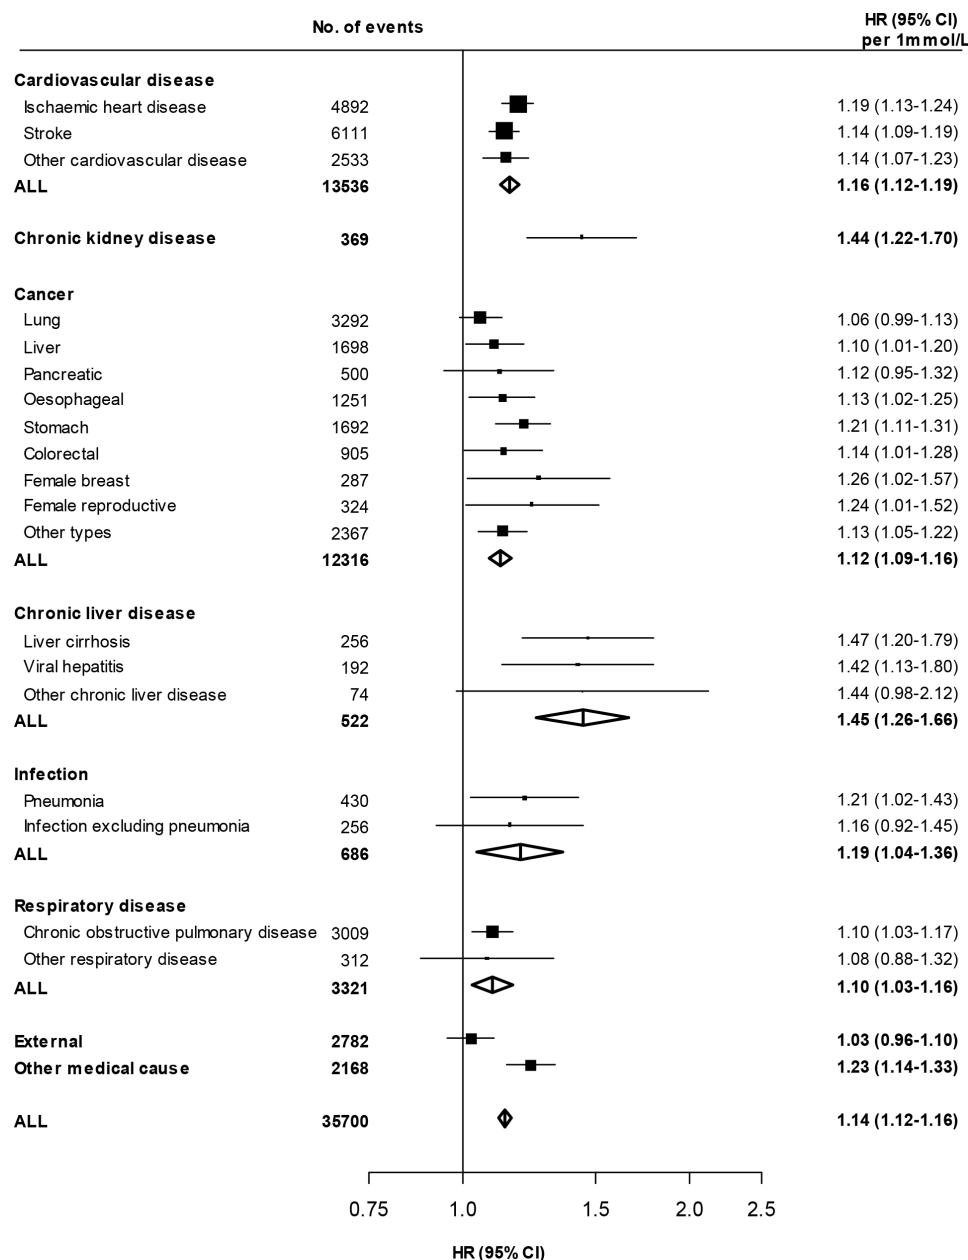 No. of events HR (95% CI)
per 1mmol/L
Cardiovascular disease
Ischaemic heart disease 4892 1.19 (1.13-1.24)
Stroke 6111 1.14 (1.09-1.19)
Other cardiovascular disease 2533 1.14 (1.07-1.23)
ALL 13536 1.16 (1.12-1.19)
Chronic kidney disease 369 1.44 (1.22-1.70)
Cancer
Lung 3292 1.06 (0.99-1.13)
Liver 1698 1.10 (1.01-1.20)
Pancreatic 500 1.12 (0.95-1.32)
Oesophageal 1251 1.13 (1.02-1.25)
Stomach 1692 1.21 (1.11-1.31)
Colorectal 905 1.14 (1.01-1.28)
Female breast 287 1.26 (1.02-1.57)
Female reproductive 324 1.24 (1.01-1.52)
Other types 2367 1.13 (1.05-1.22)
ALL 12316 1.12 (1.09-1.16)
Chronic liver disease
Liver cirrhosis 256 1.47 (1.20-1.79)
Viral hepatitis 192 1.42 (1.13-1.80)
Other chronic liver disease 74 1.44 (0.98-2.12)
ALL 522 1.45 (1.26-1.66)
Infection
Pneumonia 430 1.21 (1.02-1.43)
Infection excluding pneumonia 256 1.16 (0.92-1.45)
ALL 686 1.19 (1.04-1.36)
Respiratory disease
Chronic obstructive pulmonary disease 3009 1.10 (1.03-1.17)
Other respiratory disease 312 1.08 (0.88-1.32)
ALL 3321 1.10 (1.03-1.16)
External 2782 1.03 (0.96-1.10)
Other medical cause 2168 1.23 (1.14-1.33)
ALL 35700 1.14 (1.12-1.16)
0.75 1.0 1.5 2.0 2.5
HR (95% CI)